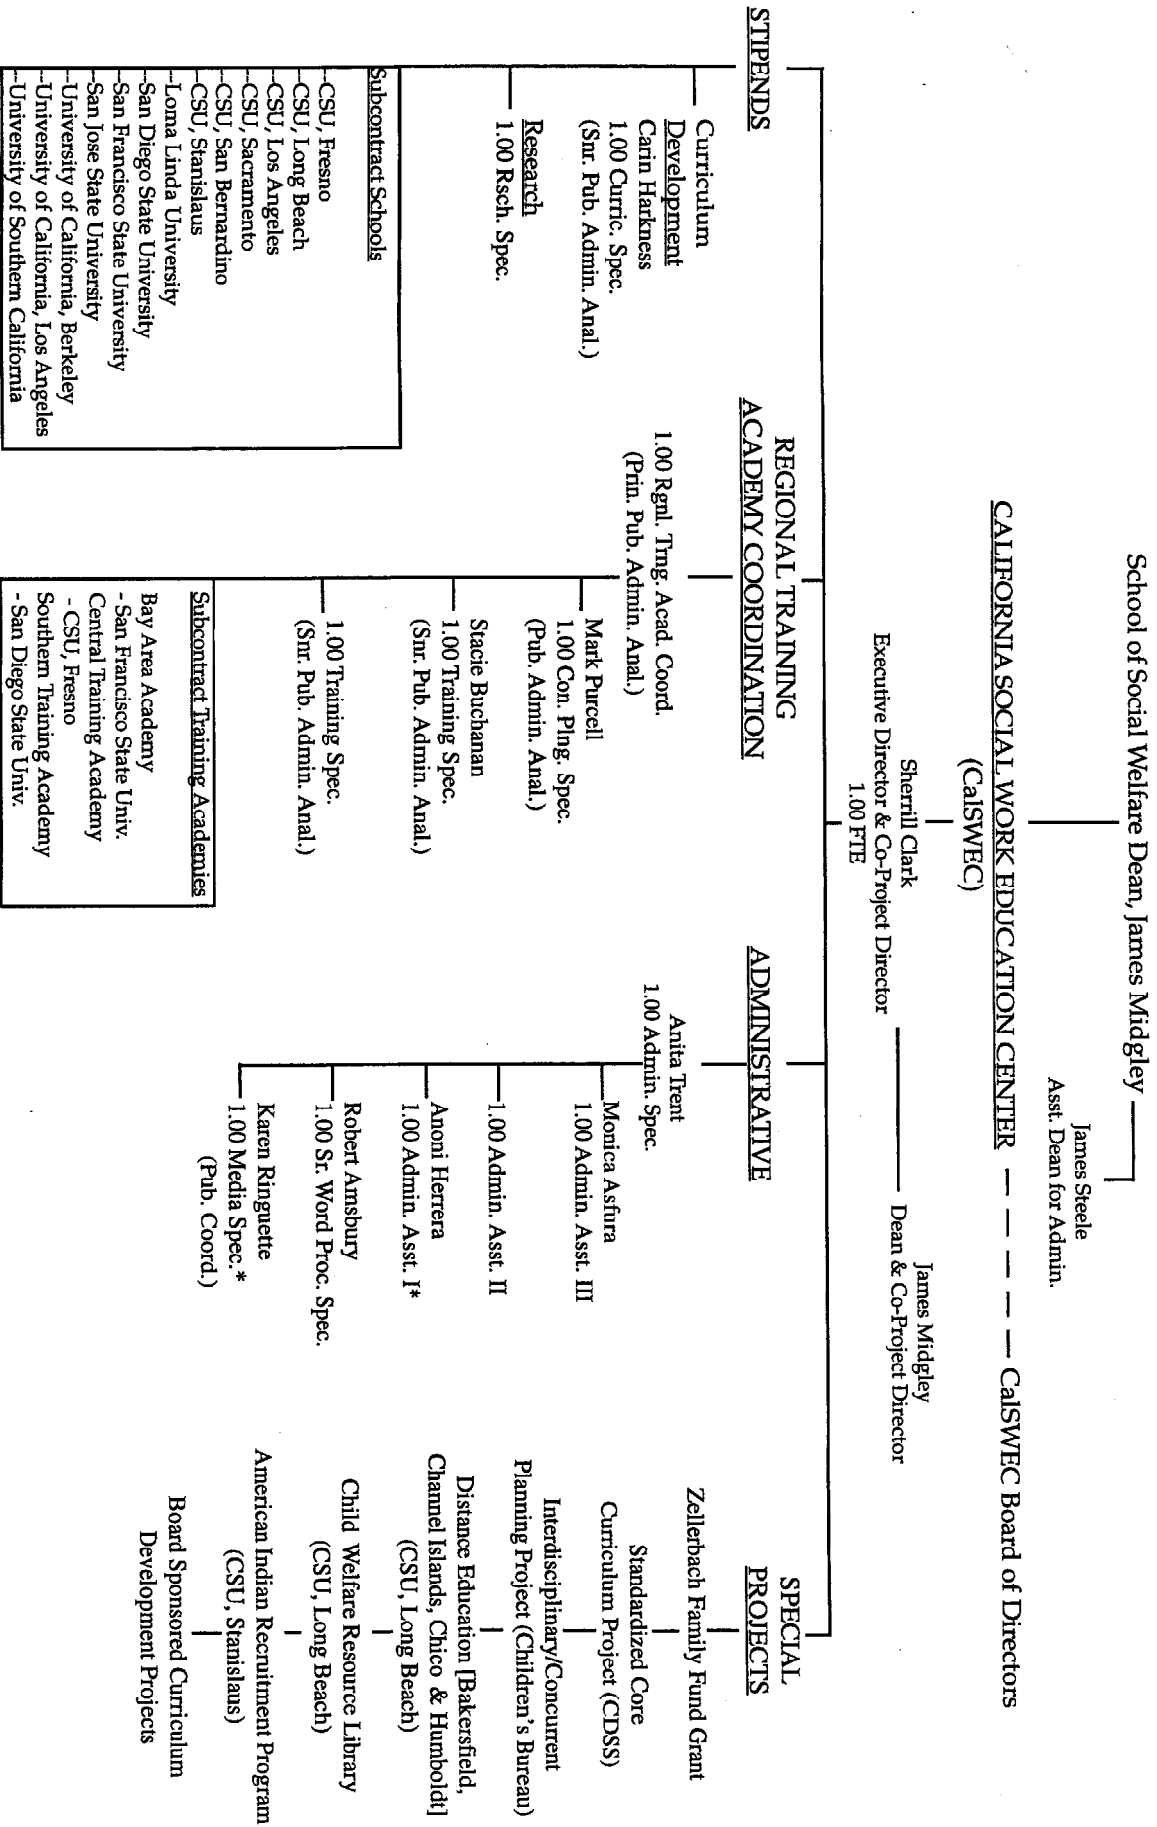 School of Social Welfare Dean, James Midgley
James Steele
Asst. Dean for Admin.
CALIFORNIA SOCIAL WORK EDUCATION CENTER
(CalSWEC)
CalSWEC Board of Directors
Sherrill Clark
Executive Director & Co-Project Director
1.00 FTE
James Midgley
Dean & Co-Project Director
STIPENDS
Curriculum
Development
Carin Harkness
1.00 Curric. Spec.
(Snr. Pub. Admin. Anal.)
Research
1.00 Rsch. Spec.
Subcontract Schools
--CSU, Fresno
--CSU, Long Beach
--CSU, Los Angeles
--CSU, Sacramento
--CSU, San Bernardino
--CSU, Stanislaus
--Loma Linda University
--San Diego State University
--San Francisco State University
--San Jose State University
--University of California, Berkeley
--University of California, Los Angeles
--University of Southern California
REGIONAL TRAINING
ACADEMY COORDINATION
1.00 Rgnl. Trng. Acad. Coord.
(Prin. Pub. Admin. Anal.)
Mark Purcell
1.00 Con. Plng. Spec.
(Pub. Admin. Anal.)
Stacie Buchanan
1.00 Training Spec.
(Snr. Pub. Admin. Anal.)
1.00 Training Spec.
(Snr. Pub. Admin. Anal.)
Subcontract Training Academies
Bay Area Academy
- San Francisco State Univ.
Central Training Academy
- CSU, Fresno
Southern Training Academy
- San Diego State Univ.
ADMINISTRATIVE
Anita Trent
1.00 Admin. Spec.
Monica Asfura
1.00 Admin. Asst. III
1.00 Admin. Asst. II
Anoni Herrera
1.00 Admin. Asst. I*
Robert Amsbury
1.00 Sr. Word Proc. Spec.
Karen Ringuette
1.00 Media Spec.*
(Pub. Coord.)
SPECIAL
PROJECTS
Zellerbach Family Fund Grant
Standardized Core
Curriculum Project (CDSS)
Interdisciplinary/Concurrent
Planning Project (Children's Bureau)
Distance Education [Bakersfield,
Channel Islands, Chico & Humboldt]
(CSU, Long Beach)
Child Welfare Resource Library
(CSU, Long Beach)
American Indian Recruitment Program
(CSU, Stanislaus)
Board Sponsored Curriculum
Development Projects